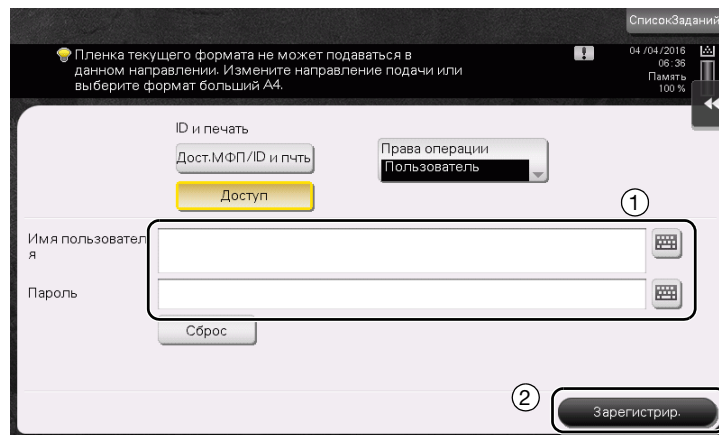 СписокЗаданий
Пленка текущего формата не может подаваться в
данном направлении. Измените направление подачи или
выберите формат больший A4.
04 /04/2016
06:36
Память
100 %
ID и печать
Дост.МФП/ID и пчть
Права операции
Пользователь
Доступ
1
Имя пользовател
я
Пароль
Сброс
2
Зарегистрир.